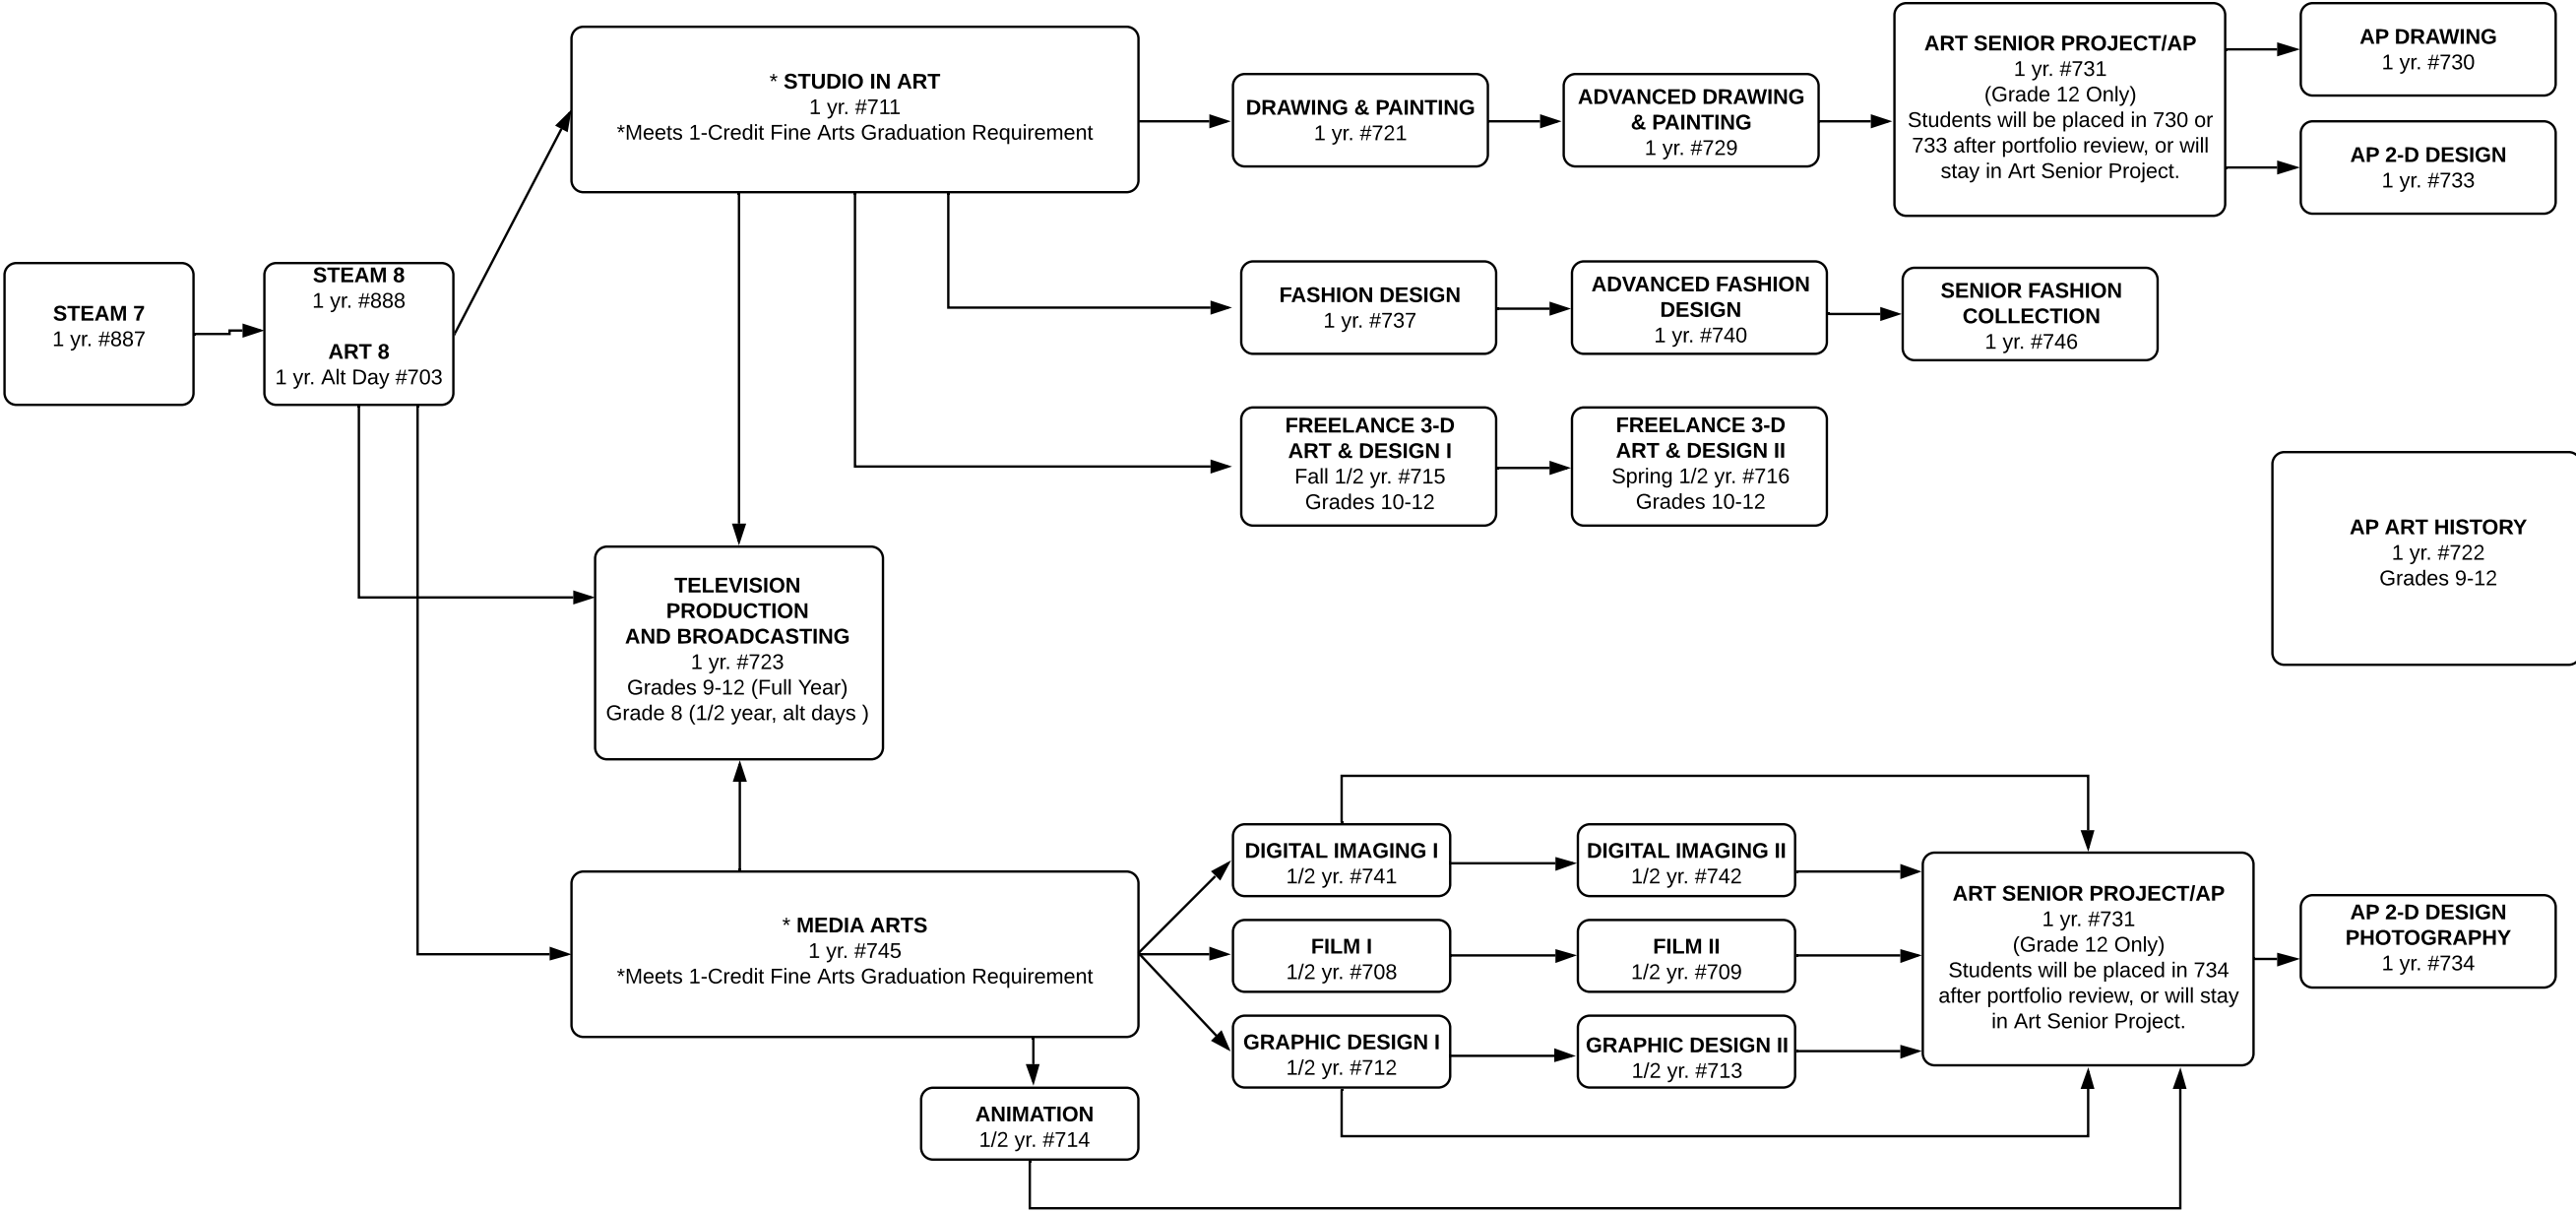 STEAM 7
1 yr. #887
STEAM 8
1 yr. #888
ART 8
1 yr. Alt Day #703
* STUDIO IN ART
1 yr. #711
*Meets 1-Credit Fine Arts Graduation Requirement
DRAWING & PAINTING
1 yr. #721
ADVANCED DRAWING
& PAINTING
1 yr. #729
ART SENIOR PROJECT/AP
1 yr. #731
(Grade 12 Only)
Students will be placed in 730 or
733 after portfolio review, or will
stay in Art Senior Project.
AP DRAWING
1 yr. #730
AP 2-D DESIGN
1 yr. #733
FASHION DESIGN
1 yr. #737
ADVANCED FASHION
DESIGN
1 yr. #740
SENIOR FASHION
COLLECTION
1 yr. #746
FREELANCE 3-D
ART & DESIGN I
Fall 1/2 yr. #715
Grades 10-12
FREELANCE 3-D
ART & DESIGN II
Spring 1/2 yr. #716
Grades 10-12
AP ART HISTORY
1 yr. #722
Grades 9-12
TELEVISION
PRODUCTION
AND BROADCASTING
1 yr. #723
Grades 9-12 (Full Year)
Grade 8 (1/2 year, alt days )
* MEDIA ARTS
1 yr. #745
*Meets 1-Credit Fine Arts Graduation Requirement
DIGITAL IMAGING I
1/2 yr. #741
DIGITAL IMAGING II
1/2 yr. #742
FILM I
1/2 yr. #708
FILM II
1/2 yr. #709
GRAPHIC DESIGN I
1/2 yr. #712
GRAPHIC DESIGN II
1/2 yr. #713
ART SENIOR PROJECT/AP
1 yr. #731
(Grade 12 Only)
Students will be placed in 734
after portfolio review, or will stay
in Art Senior Project.
AP 2-D DESIGN
PHOTOGRAPHY
1 yr. #734
ANIMATION
1/2 yr. #714